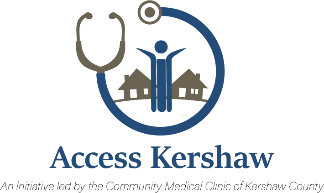 Access Kershaw
An initiative led by the Community Medical Clinic of Kershaw County